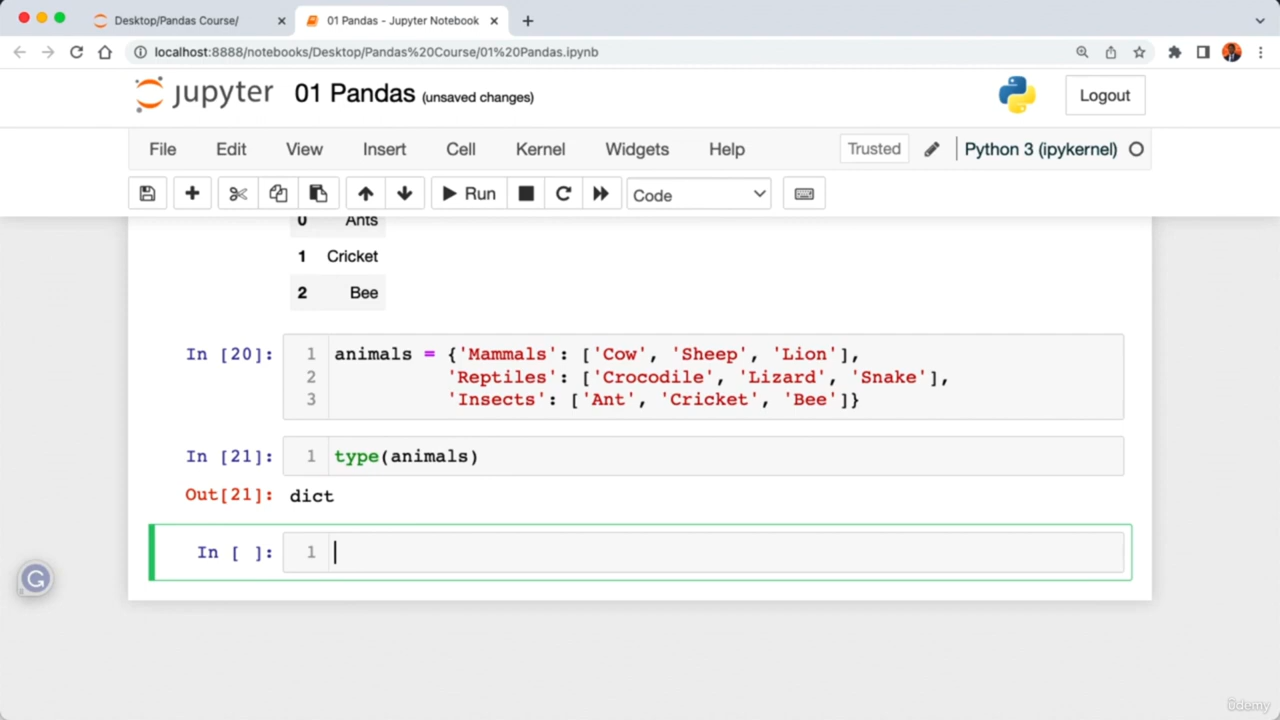 Desktop/Pandas Course/
01 Pandas - Jupyter Notebook
localhost:8888/notebooks/Desktop/Pandas%20Course/01%20Pandas.ipynb
jupyter 01 Pandas (unsaved changes)
Logout
File Edit View Insert Cell Kernel Widgets Help Trusted Python 3 (ipykernel)
Run Code
0 Ants
1 Cricket
2 Bee
In [20]: 1 animals = {'Mammals': ['Cow', 'Sheep', 'Lion'],
2 'Reptiles': ['Crocodile', 'Lizard', 'Snake'],
3 'Insects': ['Ant', 'Cricket', 'Bee']}
In [21]: 1 type(animals)
Out[21]: dict
In [ ]: 1
G
ûdemy